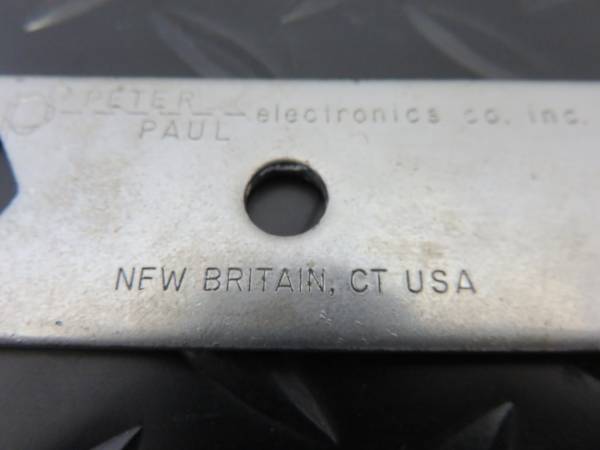 PETER
PAUL electronics co. inc.
NEW BRITAIN, CT USA